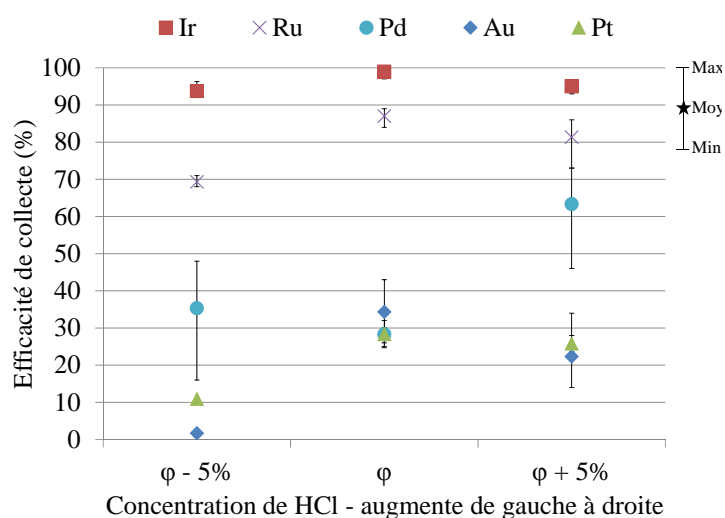 Ir Ru Pd Au Pt
100
90
80
70
60
50
40
30
20
10
0
Efficacité de collecte (%)
Max
Moy
Min
φ - 5% φ φ + 5%
Concentration de HCl - augmente de gauche à droite